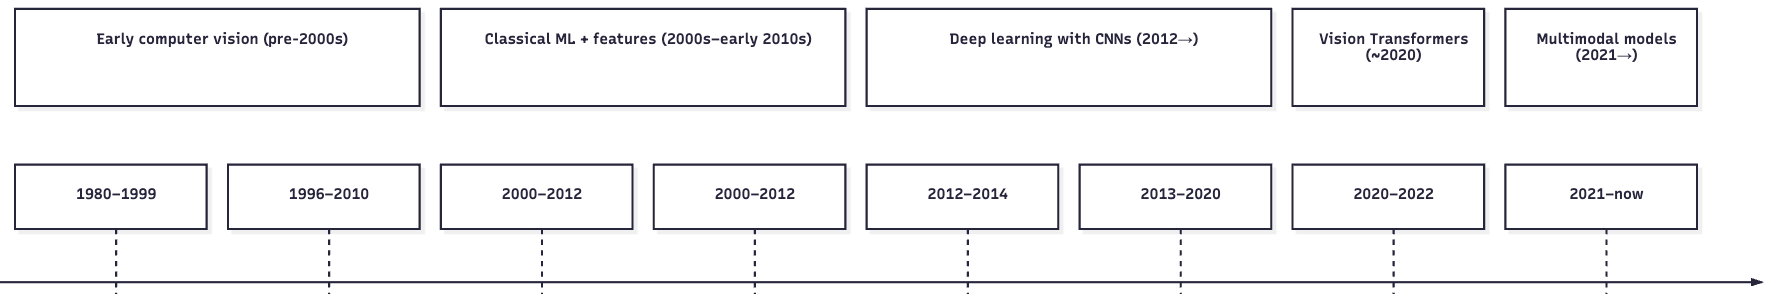 Early computer vision (pre-2000s)
Classical ML + features (2000s–early 2010s)
Deep learning with CNNs (2012→)
Vision Transformers
(~2020)
Multimodal models
(2021→)
1980–1999
1996–2010
2000–2012
2000–2012
2012–2014
2013–2020
2020–2022
2021–now